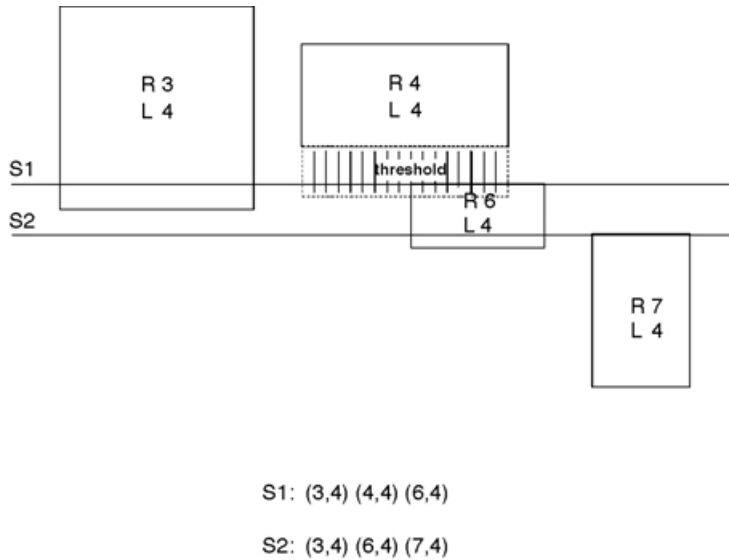 R 3
L 4
R 4
L 4
S1
threshold
R 6
L 4
S2
R 7
L 4
S1: (3,4) (4,4) (6,4)
S2: (3,4) (6,4) (7,4)